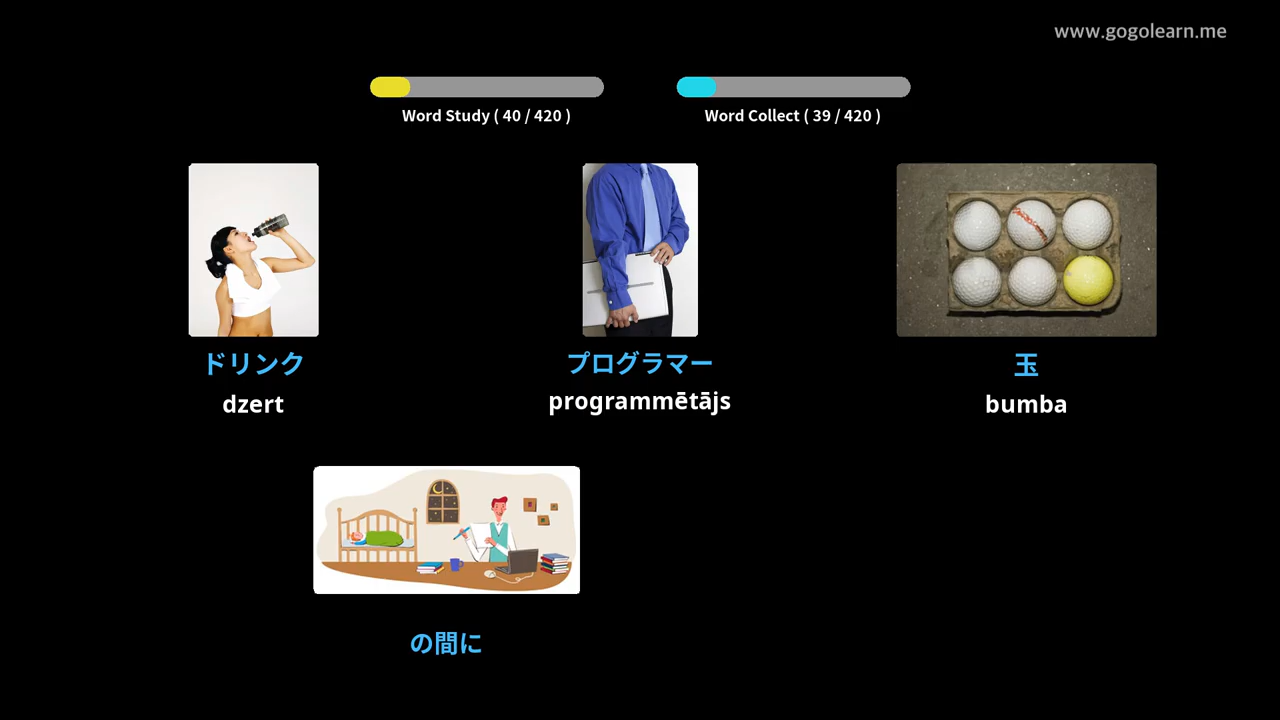 www.gogolearn.me
Word Study ( 40 / 420 )
Word Collect ( 39 / 420 )
ドリンク
dzert
プログラマー
programmētājs
玉
bumba
の間に